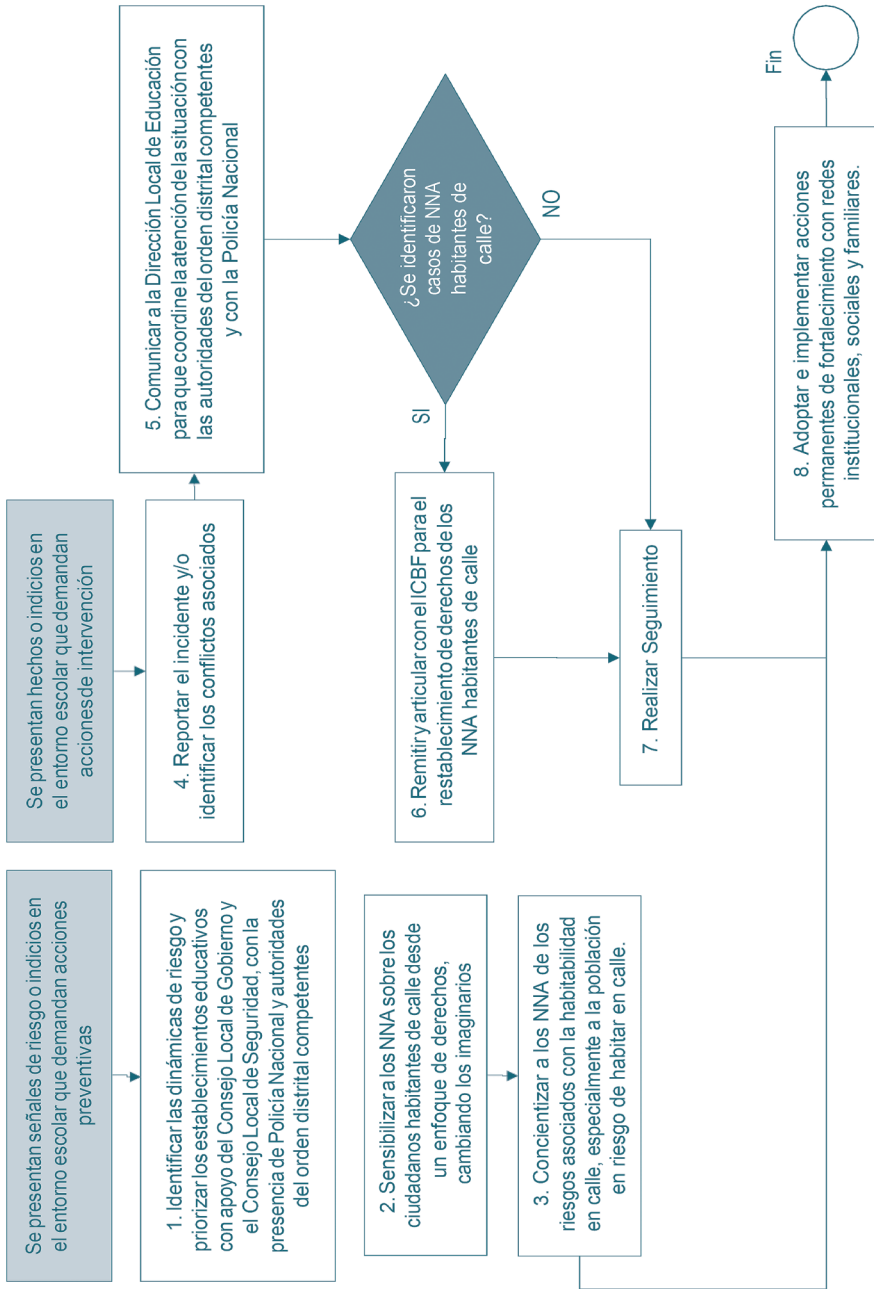 Se presentan señales de riesgo o indicios en
el entorno escolar que demandan acciones
preventivas
1. Identificar las dinámicas de riesgo y
priorizar los establecimientos educativos
con apoyo del Consejo Local de Gobierno y
el Consejo Local de Seguridad, con la
presencia de Policía Nacional y autoridades
del orden distrital competentes
2. Sensibilizar a los NNA sobre los
ciudadanos habitantes de calle desde
un enfoque de derechos,
cambiando los imaginarios
3. Concientizar a los NNA de los
riesgos asociados con la habitabilidad
en calle, especialmente a la población
en riesgo de habitar en calle.
Se presentan hechos o indicios en
el entorno escolar que demandan
acciones de intervención
4. Reportar el incidente y/o
identificar los conflictos asociados
5. Comunicar a la Dirección Local de Educación
para que coordine la atención de la situación con
las autoridades del orden distrital competentes
y con la Policía Nacional
¿Se identificaron
casos de NNA
habitantes de
calle?
SI
NO
6. Remitir y articular con el ICBF para el
restablecimiento de derechos de los
NNA habitantes de calle
7. Realizar Seguimiento
8. Adoptar e implementar acciones
permanentes de fortalecimiento con redes
institucionales, sociales y familiares.
Fin